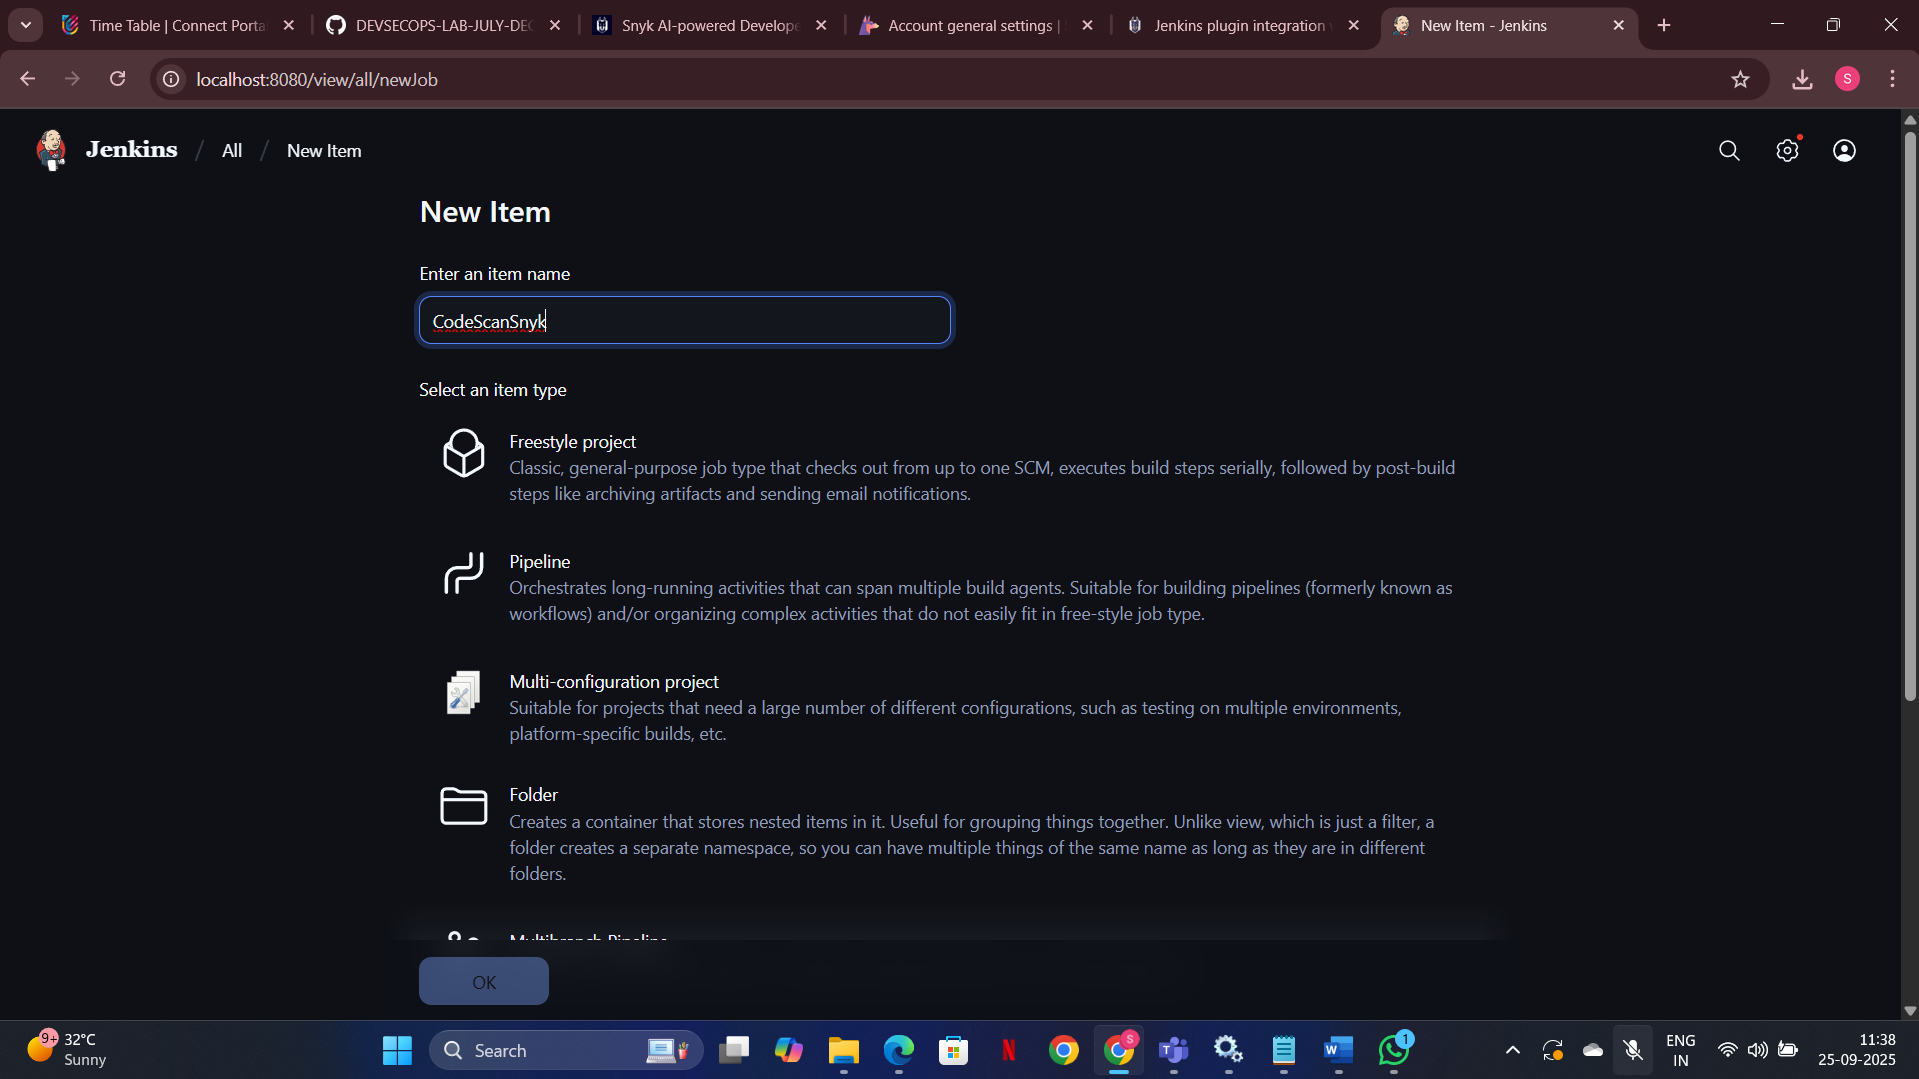 Time Table | Connect Porta
DEVSECOPS-LAB-JULY-DEC
Snyk AI-powered Develope
Account general settings |
Jenkins plugin integration
New Item - Jenkins
localhost:8080/view/all/newJob
S
Jenkins / All / New Item
New Item
Enter an item name
CodeScanSnyk
Select an item type
Freestyle project
Classic, general-purpose job type that checks out from up to one SCM, executes build steps serially, followed by post-build
steps like archiving artifacts and sending email notifications.
Pipeline
Orchestrates long-running activities that can span multiple build agents. Suitable for building pipelines (formerly known as
workflows) and/or organizing complex activities that do not easily fit in free-style job type.
Multi-configuration project
Suitable for projects that need a large number of different configurations, such as testing on multiple environments,
platform-specific builds, etc.
Folder
Creates a container that stores nested items in it. Useful for grouping things together. Unlike view, which is just a filter, a
folder creates a separate namespace, so you can have multiple things of the same name as long as they are in different
folders.
Multibranch Pipeline
OK
9+
32°C
Sunny
Search
N
S
T
W
1
ENG
IN
11:38
25-09-2025